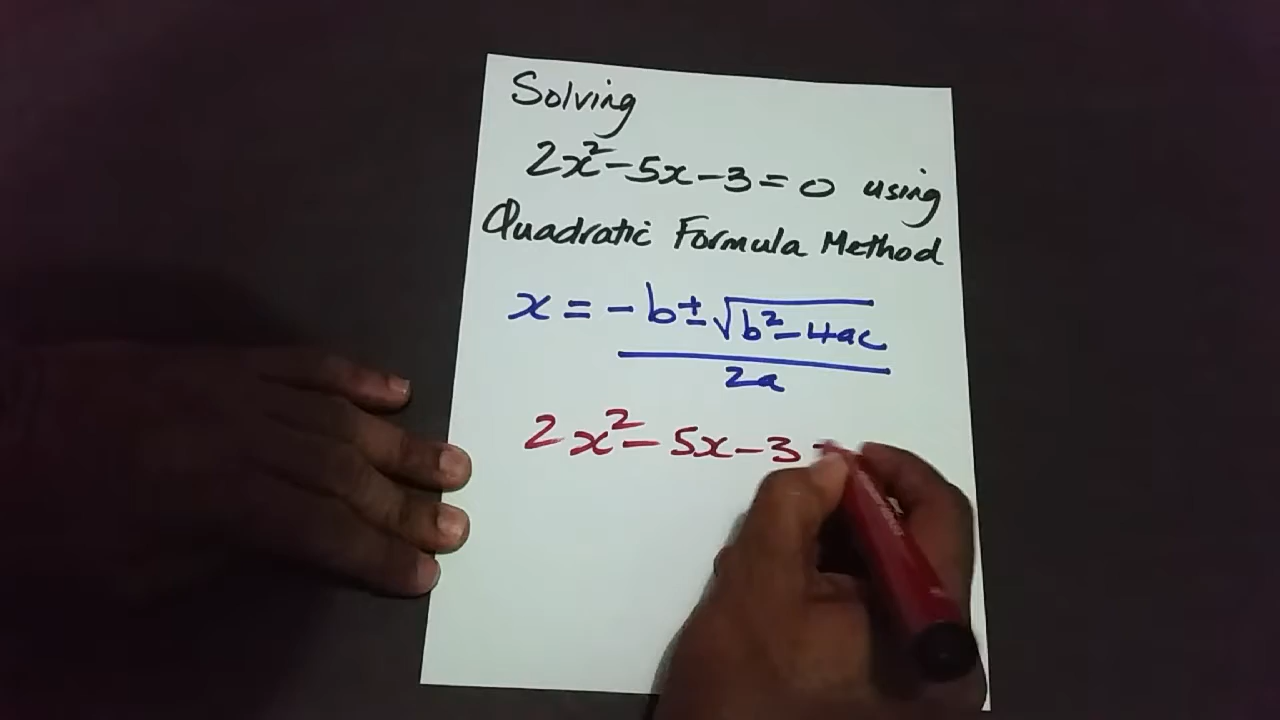 Solving
2x² - 5x - 3 = 0 using
Quadratic Formula Method
x = -b ± √b² - 4ac
2a
2x² - 5x - 3